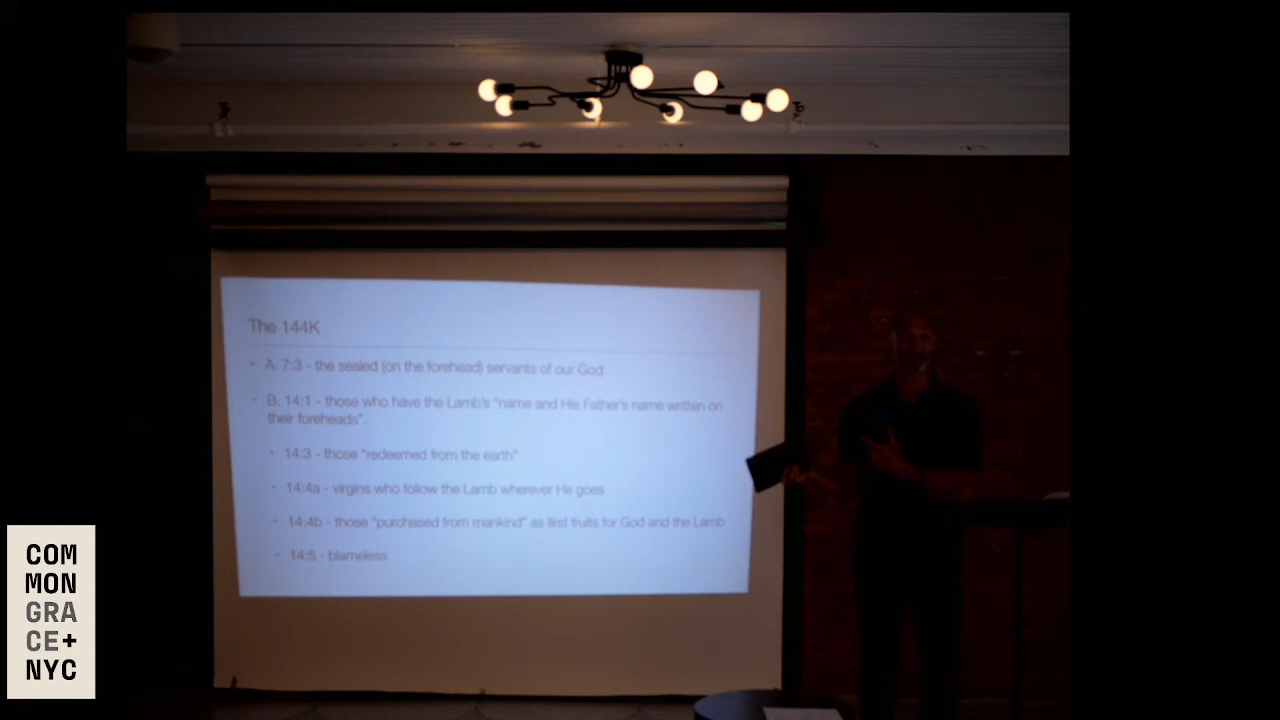 The 144K
• A. 7:3 - the sealed (on the forehead) servants of our God
• B. 14:1 - those who have the Lamb's "name and His Father's name written on
their foreheads".
• 14:3 - those "redeemed from the earth"
• 14:4a - virgins who follow the Lamb wherever He goes
• 14:4b - those "purchased from mankind" as first fruits for God and the Lamb
• 14:5 - blameless
COM
MON
GRA
CE+
NYC